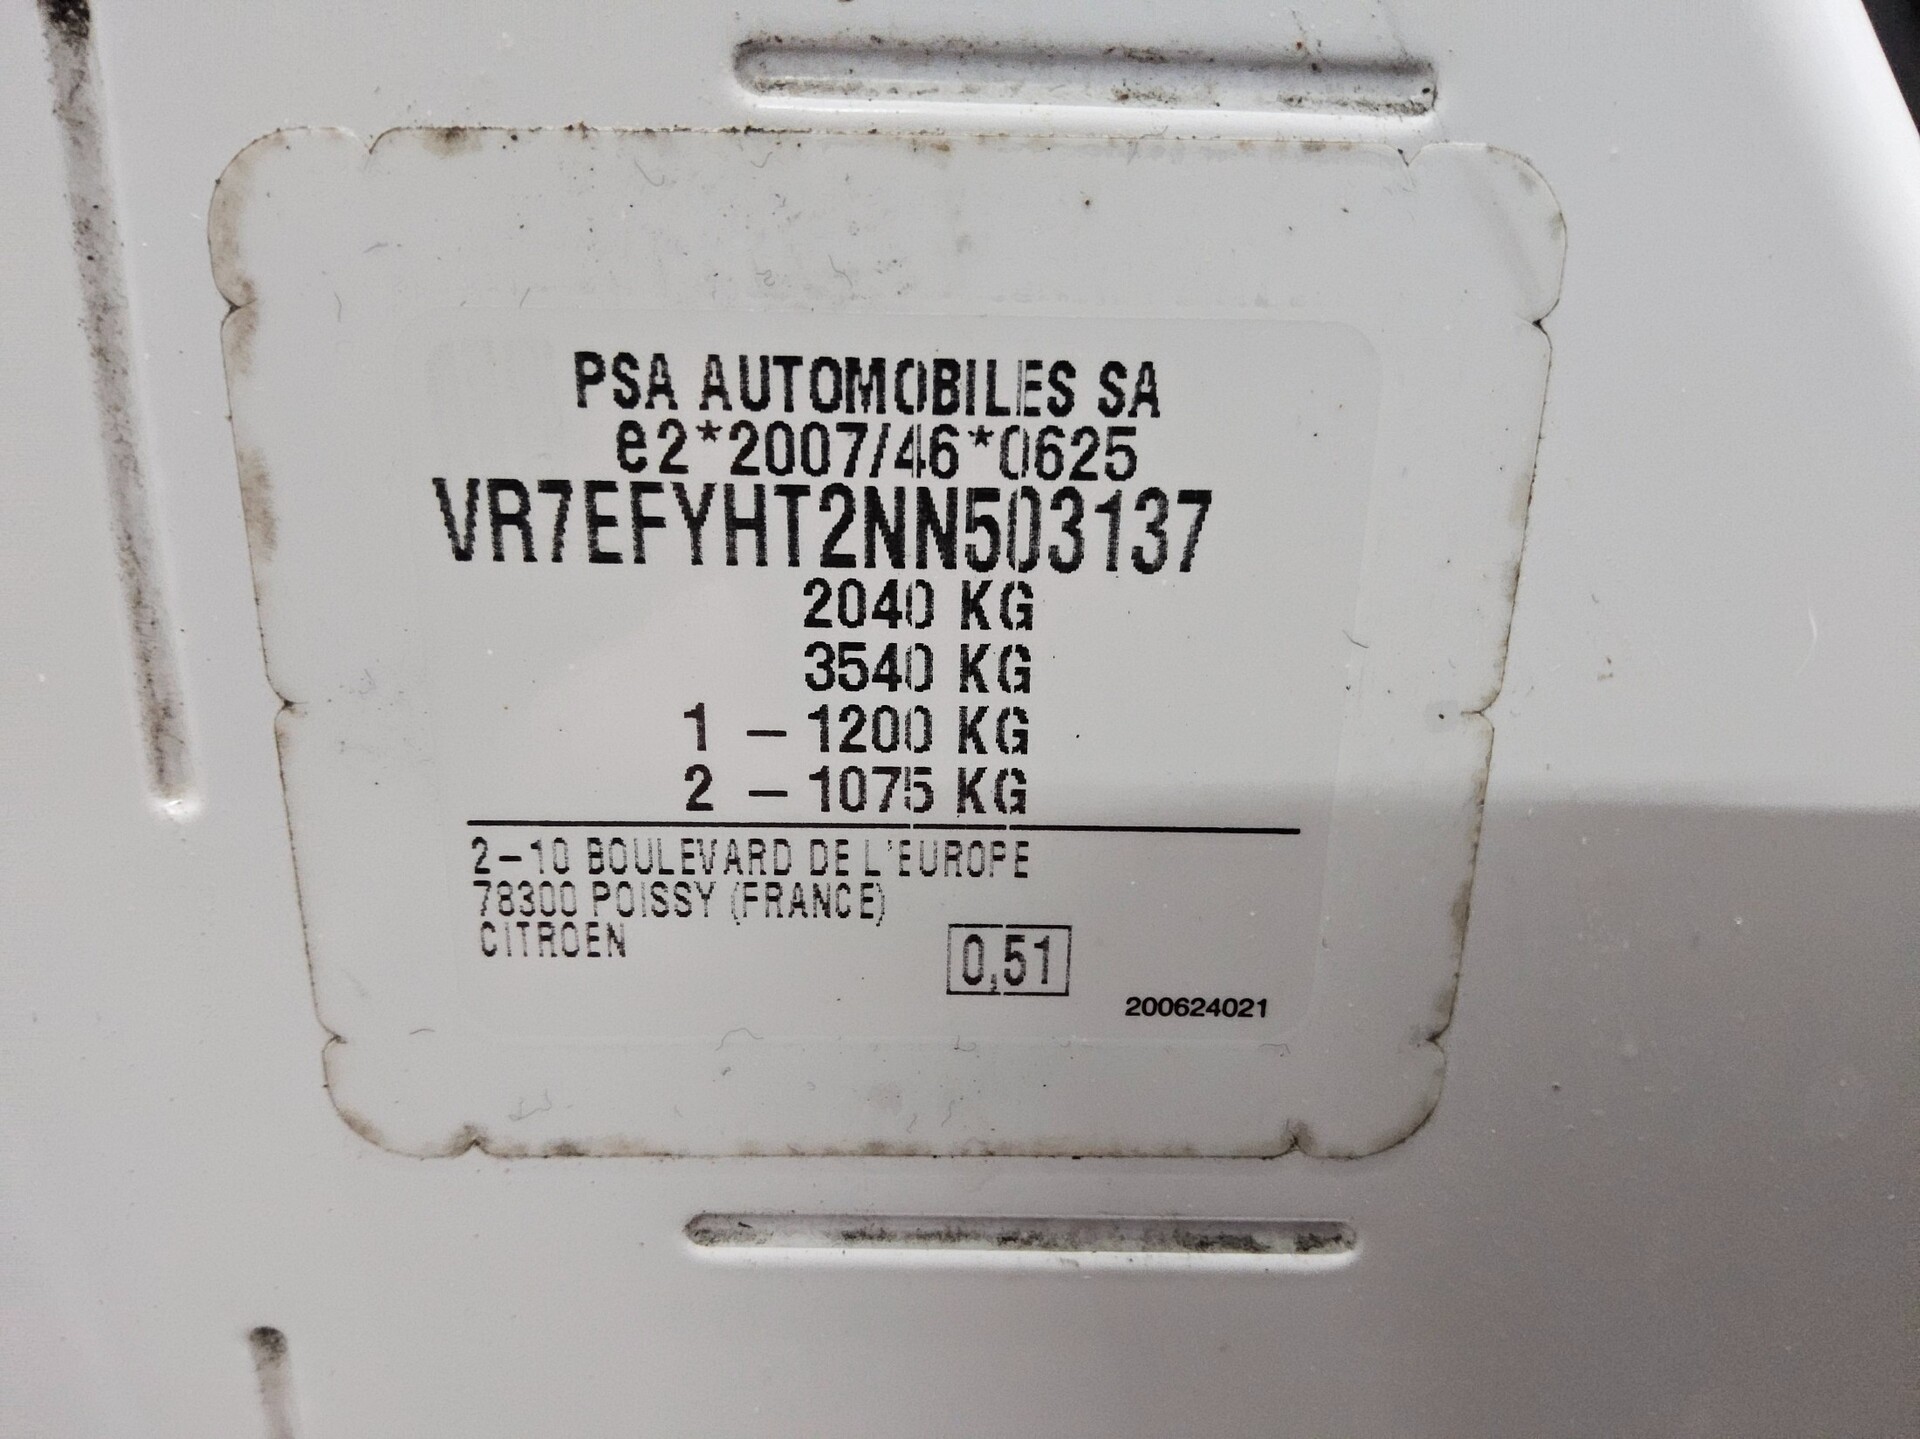 PSA AUTOMOBILES SA
e2*2007/46*0625
VR7EFYHT2NN503137
2040 KG
3540 KG
1 - 1200 KG
2 - 1075 KG
2-10 BOULEVARD DE L'EUROPE
78300 POISSY (FRANCE)
CITROEN
0,51
200624021